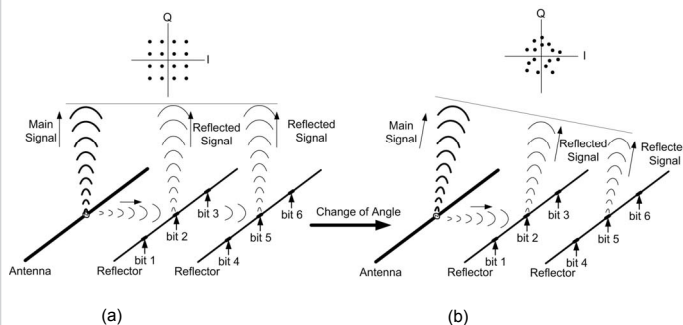 Q
I
Main
Signal
Reflected
Signal
Reflected
Signal
bit 1
bit 2
bit 3
bit 4
bit 5
bit 6
Antenna
Reflector
Reflector
(a)
Change of Angle
Q
I
Main
Signal
Reflected
Signal
Reflecte
Signal
bit 1
bit 2
bit 3
bit 4
bit 5
bit 6
Antenna
Reflector
Reflector
(b)